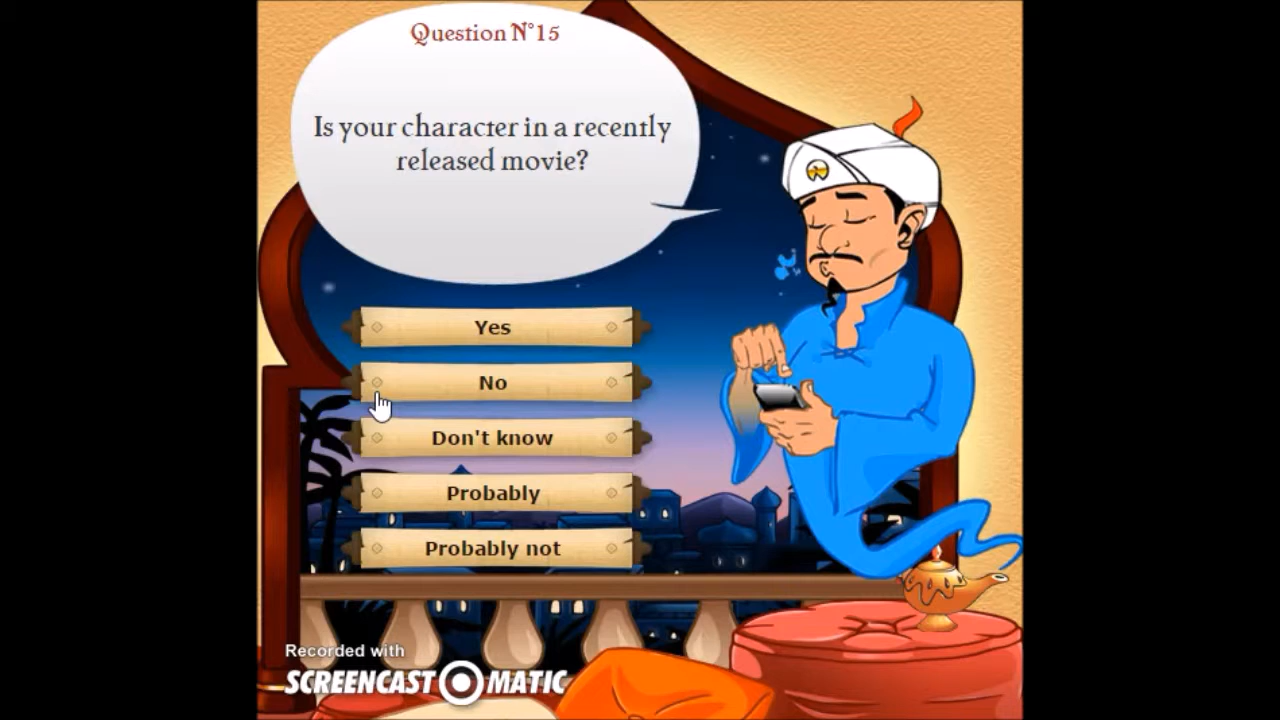 Question N°15
Is your character in a recently
released movie?
Yes
No
Don't know
Probably
Probably not
Recorded with
SCREENCAST MATIC